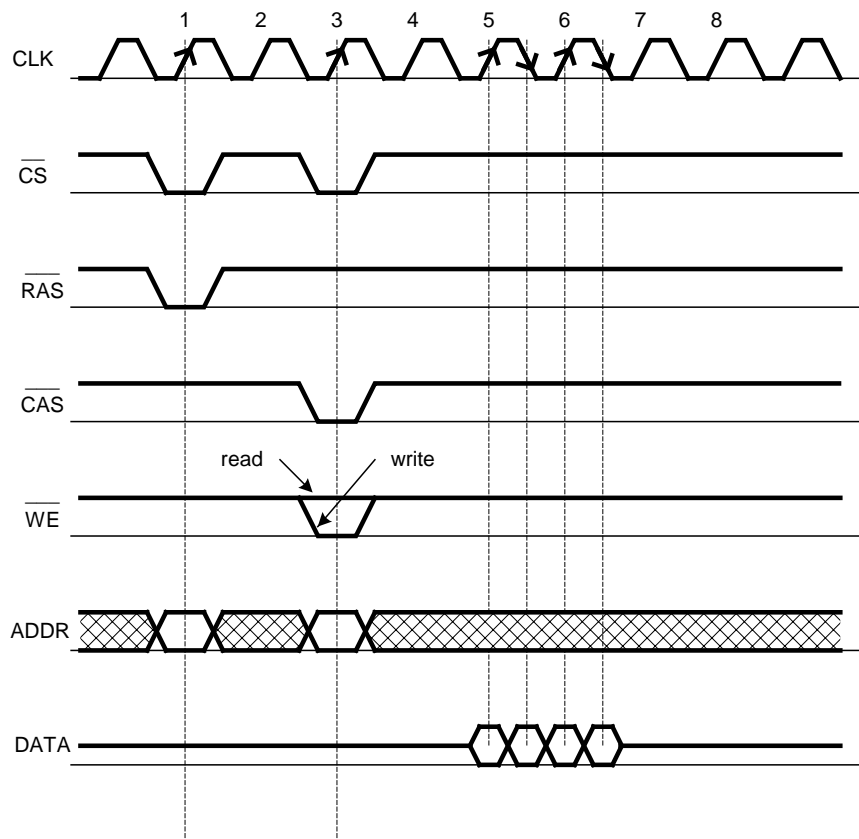 1 2 3 4 5 6 7 8
CLK
CS
RAS
CAS
read write
WE
ADDR
DATA